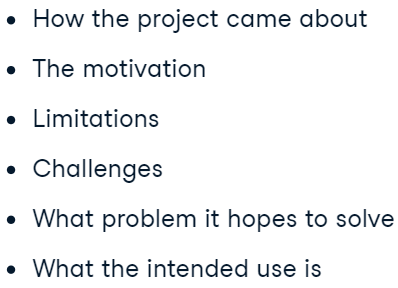 • How the project came about
• The motivation
• Limitations
• Challenges
• What problem it hopes to solve
• What the intended use is